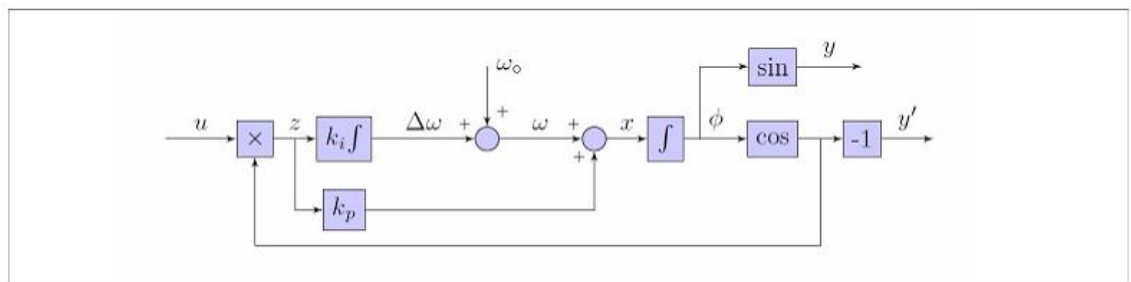 sin y
ω∘
+
u × z k_i∫ Δω + ω + x ∫ ϕ cos -1 y′
+
k_p